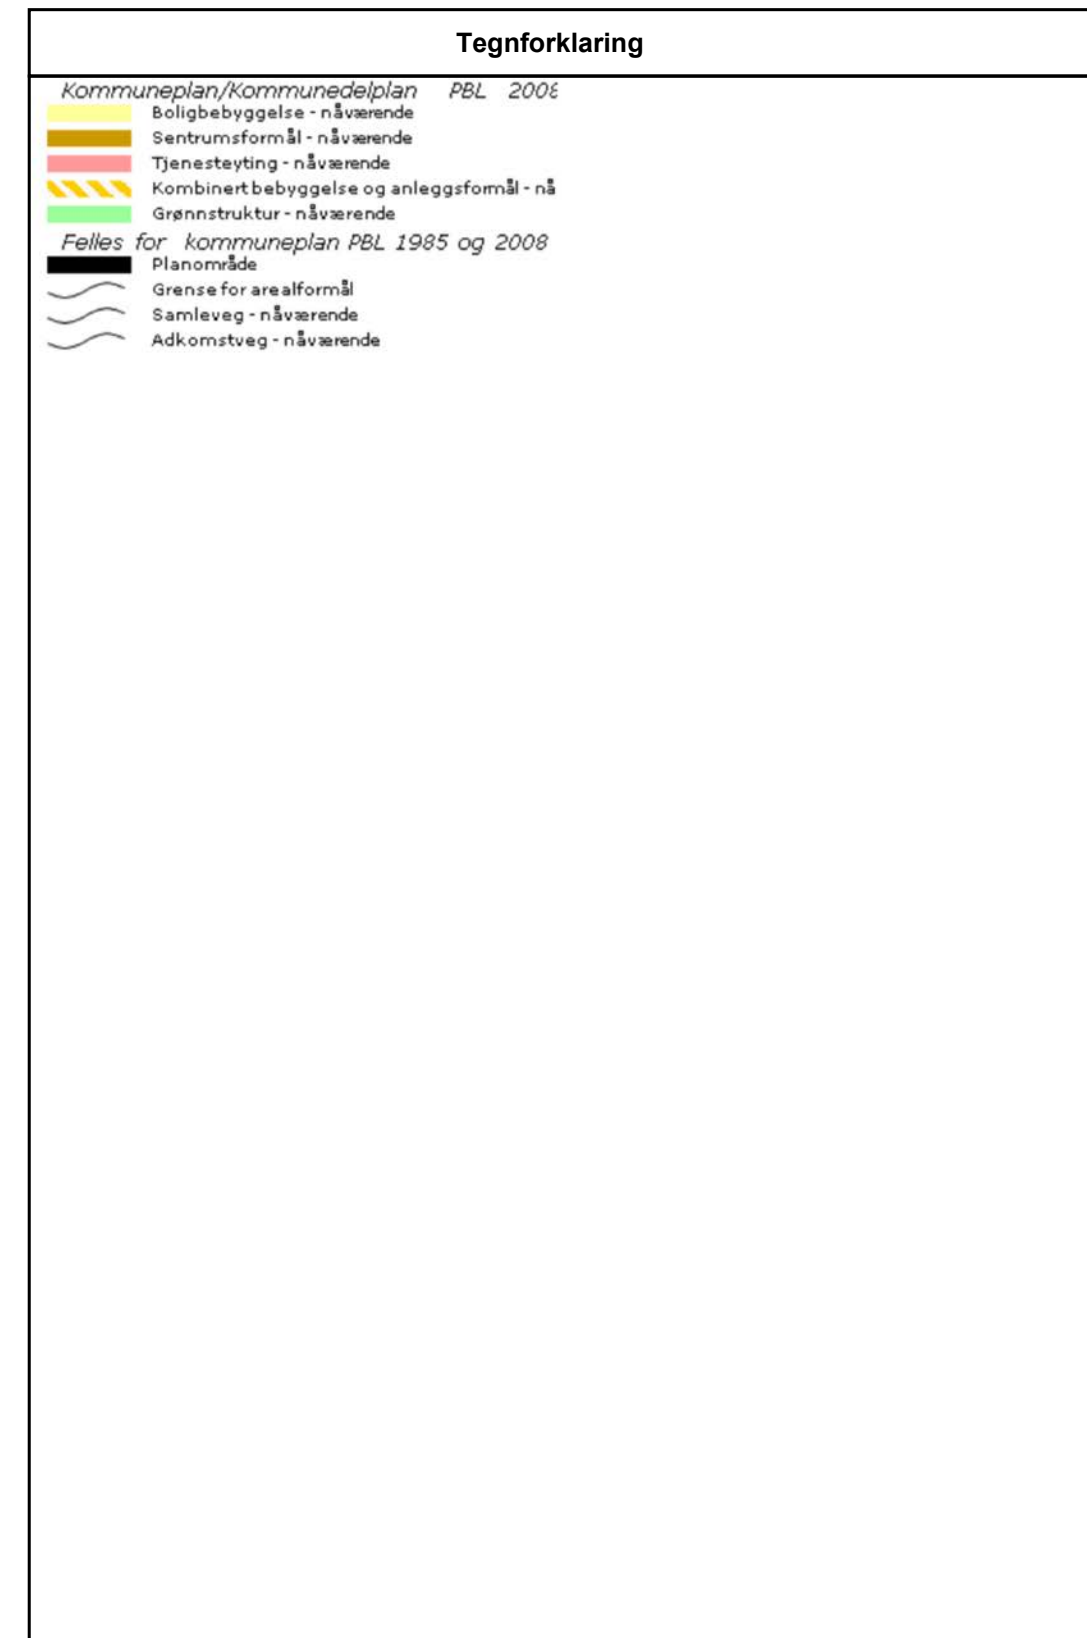 Tegnforklaring
Kommuneplan/Kommunedelplan PBL 2008
Boligbebyggelse - nåværende
Sentrumsformål - nåværende
Tjenesteyting - nåværende
Kombinert bebyggelse og anleggsformål - nå
Grønnstruktur - nåværende
Felles for kommuneplan PBL 1985 og 2008
Planområde
Grense for arealformål
Samleveg - nåværende
Adkomstveg - nåværende